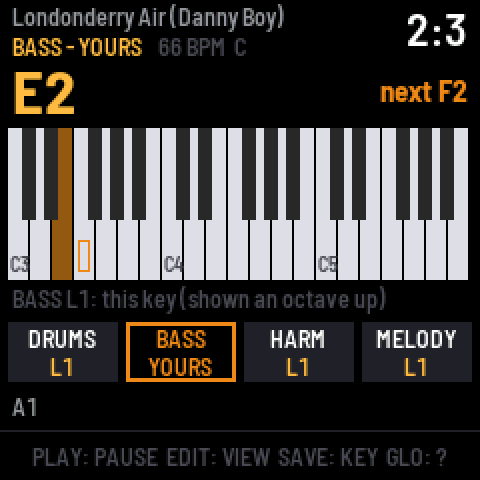 Londonderry Air (Danny Boy)
2:3
BASS - YOURS 66 BPM C
E2
next F2
C3 C4 C5
BASS L1: this key (shown an octave up)
DRUMS BASS HARM MELODY
L1 YOURS L1 L1
A1
PLAY: PAUSE EDIT: VIEW SAVE: KEY GLO: ?